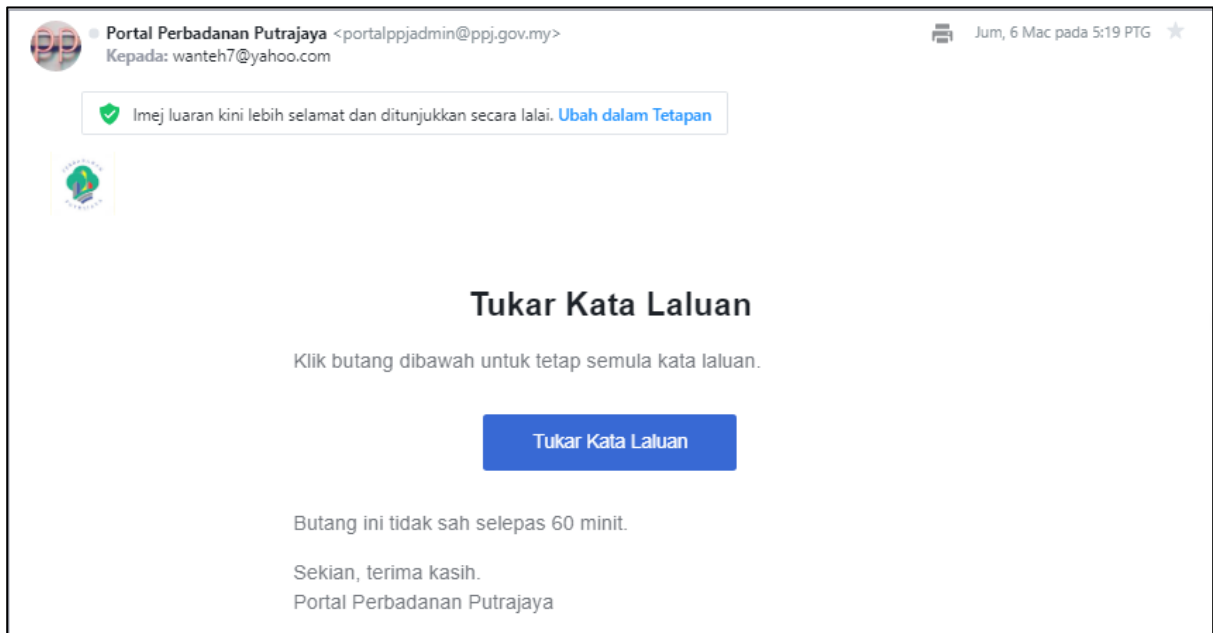 PP
Portal Perbadanan Putrajaya <portalppjadmin@ppj.gov.my>
Jum, 6 Mac pada 5:19 PTG
Kepada: wanteh7@yahoo.com
Imej luaran kini lebih selamat dan ditunjukkan secara lalai. Ubah dalam Tetapan
PERBADANAN
PUTRAJAYA
Tukar Kata Laluan
Klik butang dibawah untuk tetap semula kata laluan.
Tukar Kata Laluan
Butang ini tidak sah selepas 60 minit.
Sekian, terima kasih.
Portal Perbadanan Putrajaya